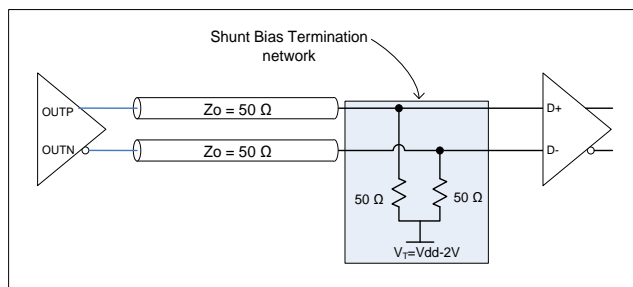 Shunt Bias Termination
network
OUTP
Zo = 50 Ω
D+
OUTN
Zo = 50 Ω
D-
50 Ω
50 Ω
VT=Vdd-2V